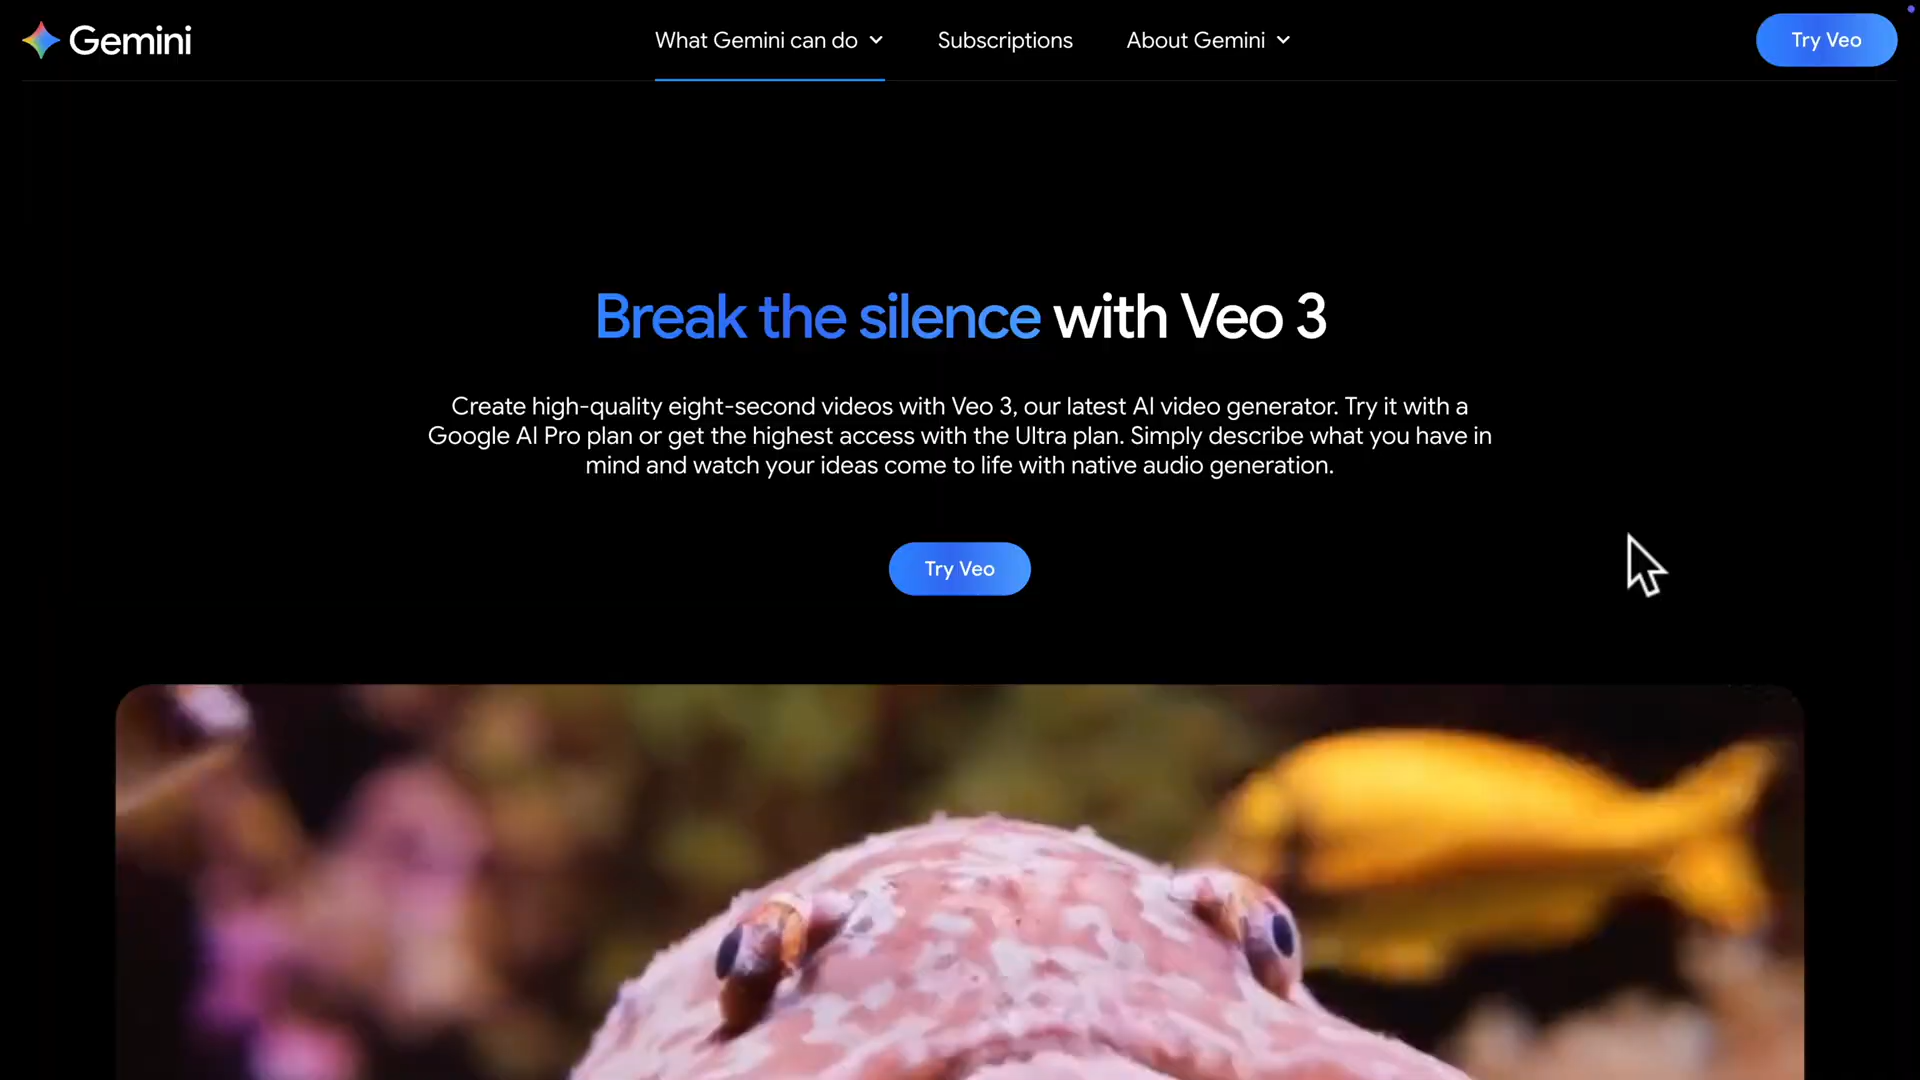 Gemini
What Gemini can do
Subscriptions
About Gemini
Try Veo
Break the silence with Veo 3
Create high-quality eight-second videos with Veo 3, our latest AI video generator. Try it with a
Google AI Pro plan or get the highest access with the Ultra plan. Simply describe what you have in
mind and watch your ideas come to life with native audio generation.
Try Veo